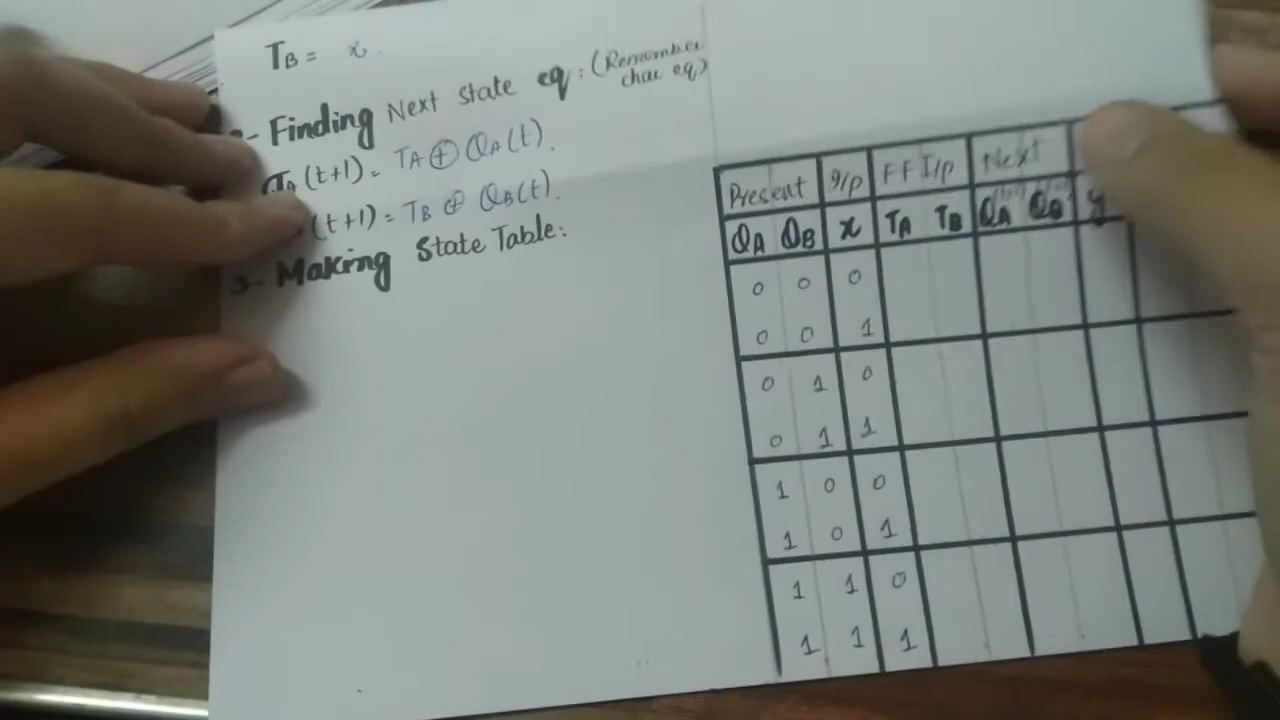 TB = x.
- Finding Next state eq: (Remember
char eq)
(t+1) = TA ⊕ QA(t).
(t+1) = TB ⊕ QB(t).
3- Making State Table:
Present I/p FF I/p Next
QA QB x TA TB QA QB y
0 0 0
0 0 1
0 1 0
0 1 1
1 0 0
1 0 1
1 1 0
1 1 1